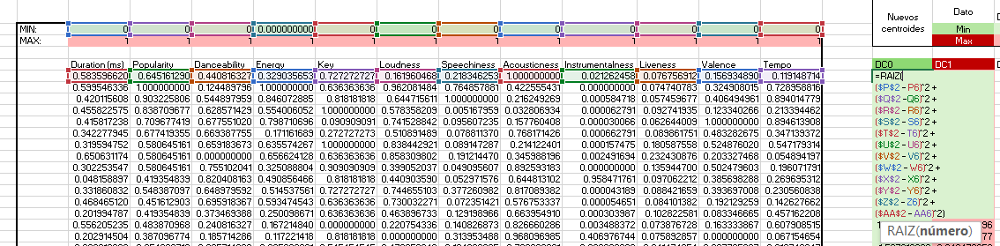 Nuevos centroides Dato
MIN: 0 0 0 0.000000000 0 0 0 0 0 0 0 0 Min
MAX: 1 1 1 1 1 1 1 1 1 1 1 1 Max
Duration (ms) Popularity Danceability Energy Key Loudness Speechiness Acousticness Instrumentalness Liveness Valence Tempo DC0 DC1
0.583596620 0.645161290 0.440816327 0.329035653 0.727272727 0.161960468 0.218346253 1.000000000 0.021262458 0.076756912 0.156934890 0.119148714 =RAIZ(
0.599546336 1.000000000 0.124489796 1.000000000 0.636363636 0.962081484 0.764857881 0.422555431 0.000000000 0.074740783 0.324908015 0.728958816 ($P$2 - P6)^2 +
0.420115608 0.903225806 0.544897959 0.846072851 0.818181818 0.644715611 1.000000000 0.216243269 0.000584718 0.057459677 0.406464961 0.894014779 ($Q$2 - Q6)^2 +
0.458822575 0.838709677 0.628571429 0.554006052 1.000000000 0.578358209 0.005167959 0.032806934 0.000062791 0.092741935 0.123340266 0.213394462 ($R$2 - R6)^2 +
0.415817238 0.709677419 0.677551020 0.798710696 0.090909091 0.741528842 0.095607235 0.157760408 0.000030066 0.062644009 1.000000000 0.894613908 ($S$2 - S6)^2 +
0.342277945 0.677419355 0.669387755 0.171161689 0.272727273 0.510891489 0.078811370 0.768171426 0.000662791 0.089861751 0.483282675 0.347139372 ($T$2 - T6)^2 +
0.319594752 0.580645161 0.659183673 0.635574267 1.000000000 0.838442921 0.089147287 0.214122401 0.000157475 0.180587558 0.524876020 0.547179314 ($U$2 - U6)^2 +
0.650631174 0.580645161 0.000000000 0.656624128 0.636363636 0.858309802 0.191214470 0.345988196 0.002491694 0.232430876 0.203327468 0.054894197 ($V$2 - V6)^2 +
0.302253547 0.580645161 0.755102041 0.325088804 0.909090909 0.399052037 0.049095607 0.892593183 0.000000000 0.135944700 0.502479603 0.196071791 ($W$2 - W6)^2 +
0.048158897 0.419354839 0.820408163 0.490856466 0.818181818 0.440903590 0.052971576 0.644813102 0.958471761 0.097062212 0.385698288 0.269695312 ($X$2 - X6)^2 +
0.331860832 0.548387097 0.648979592 0.514537561 0.727272727 0.744655103 0.377260982 0.817089382 0.000043189 0.088421659 0.393697008 0.230560838 ($Y$2 - Y6)^2 +
0.468465120 0.451612903 0.695918367 0.593474543 0.636363636 0.730032271 0.072351421 0.576753347 0.000054651 0.084101382 0.192129259 0.142627662 ($Z$2 - Z6)^2 +
0.201994787 0.419354839 0.373469388 0.250098671 0.636363636 0.463896733 0.129198966 0.663954910 0.000303987 0.102822581 0.083346665 0.457162208 ($AA$2 - AA6)^2)
0.556205235 0.483870968 0.240816327 0.167214840 0.000000000 0.220754334 0.140826873 0.826660286 0.003488372 0.073876728 0.163333867 0.607908515
0.202914504 0.387096774 0.185714286 0.117221418 0.818181818 0.000000000 0.313953488 0.968096985 0.406976744 0.075892857
RAIZ(número)